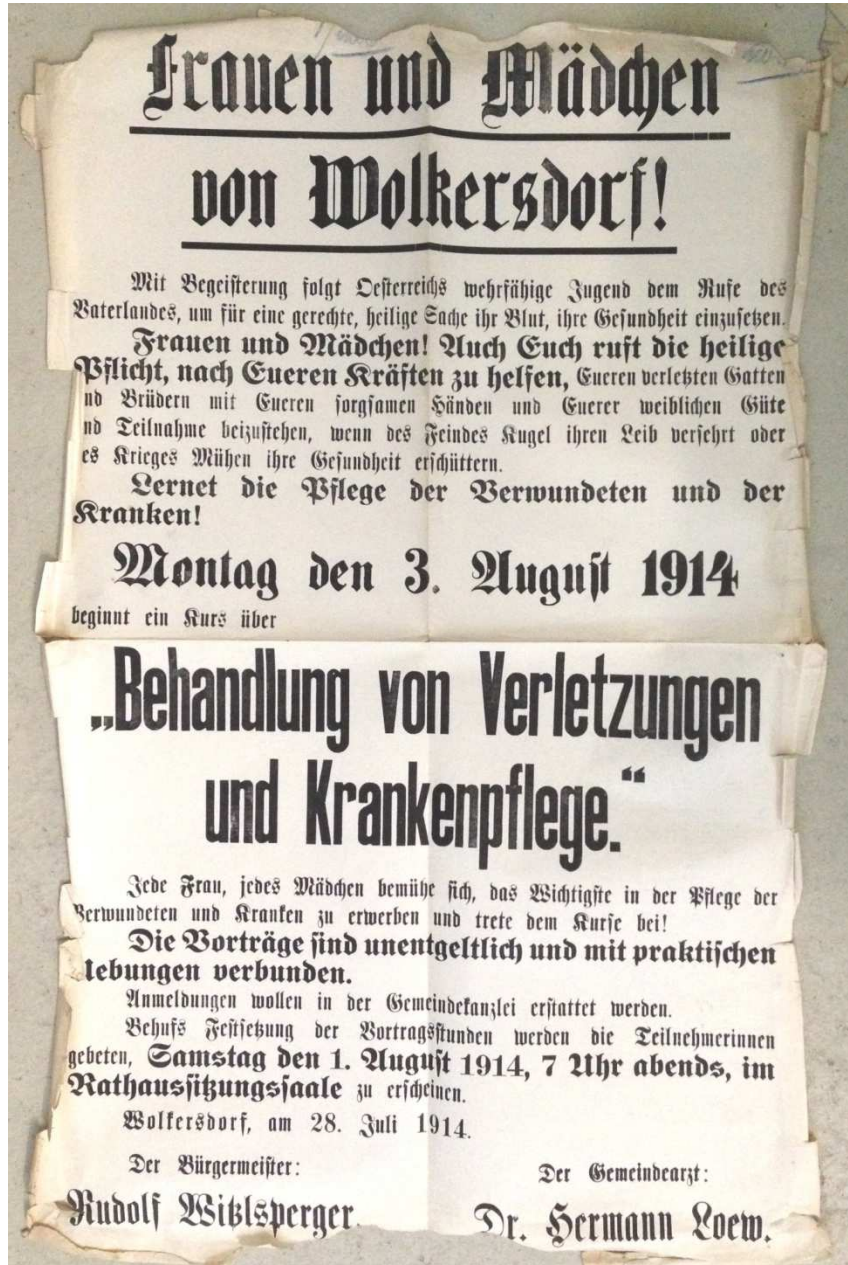 Frauen und Mädchen
von Wolkersdorf!
Mit Begeisterung folgt Oesterreichs wehrfähige Jugend dem Rufe des
Vaterlandes, um für eine gerechte, heilige Sache ihr Blut, ihre Gesundheit einzusetzen.
Frauen und Mädchen! Auch Euch ruft die heilige
Pflicht, nach Eueren Kräften zu helfen, Eueren verletzten Gatten
nd Brüdern mit Eueren sorgsamen Händen und Euerer weiblichen Güte
nd Teilnahme beizustehen, wenn des Feindes Kugel ihren Leib versehrt oder
es Krieges Mühen ihre Gesundheit erschüttern.
Lernet die Pflege der Verwundeten und der
Kranken!
Montag den 3. August 1914
beginnt ein Kurs über
„Behandlung von Verletzungen
und Krankenpflege.“
Jede Frau, jedes Mädchen bemühe sich, das Wichtigste in der Pflege der
Verwundeten und Kranken zu erwerben und trete dem Kurse bei!
Die Vorträge sind unentgeltlich und mit praktischen
Uebungen verbunden.
Anmeldungen wollen in der Gemeindekanzlei erstattet werden.
Behufs Festsetzung der Vortragsstunden werden die Teilnehmerinnen
gebeten, Samstag den 1. August 1914, 7 Uhr abends, im
Rathaussitzungssaale zu erscheinen.
Wolkersdorf, am 28. Juli 1914.
Der Bürgermeister:
Rudolf Witzlsperger.
Der Gemeindearzt:
Dr. Hermann Loew.